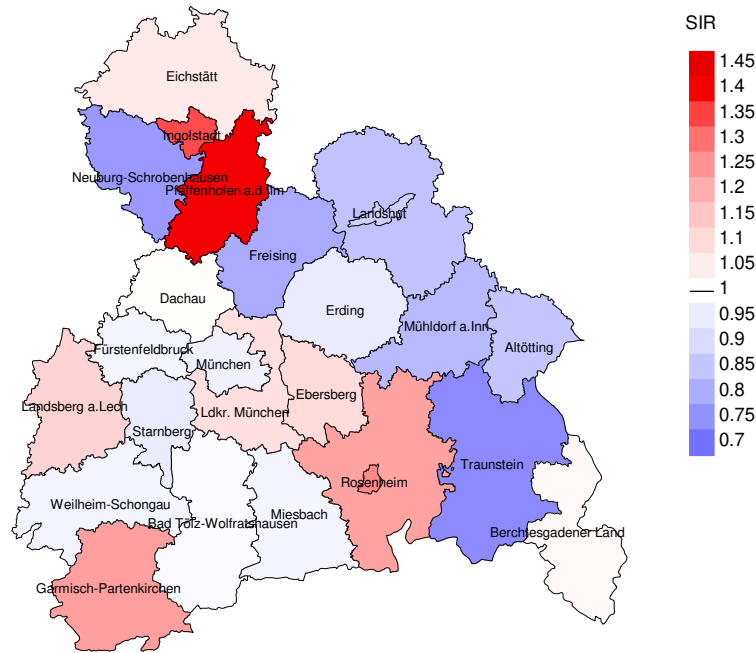 SIR
1.45
1.4
1.35
1.3
1.25
1.2
1.15
1.1
1.05
1
0.95
0.9
0.85
0.8
0.75
0.7
Eichstätt
Ingolstadt
Neuburg-Schrobenhausen
Pfaffenhofen a.d.Ilm
Landshut
Freising
Dachau
Erding
Mühldorf a.Inn
Altötting
Fürstenfeldbruck
München
Ebersberg
Landsberg a.Lech
Ldkr. München
Starnberg
Traunstein
Rosenheim
Weilheim-Schongau
Miesbach
Bad Tölz-Wolfratshausen
Berchtesgadener Land
Garmisch-Partenkirchen